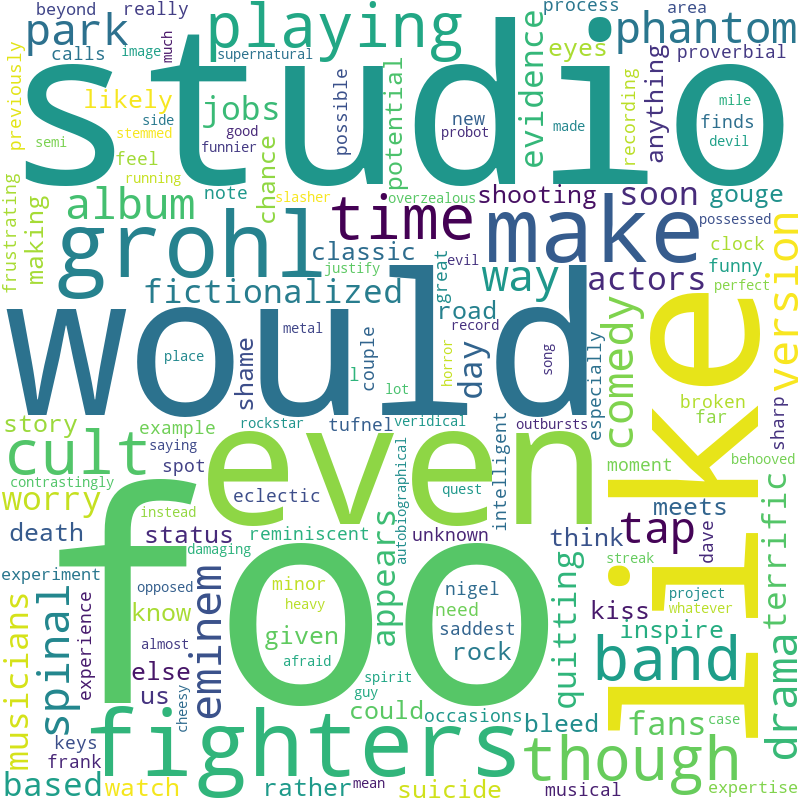 beyond really
park
playing
process area
phantom
calls image much supernatural
eyes proverbial
studio
previously
likely
side new mile
jobs possible potential evidence recording anything finds
stemmed good probot made devil
semi feel funnier
running chance
frustrating making album note slasher overzealous shooting soon gouge
time make possessed
grohl classic great evil clock
justify way actors funny version
fictionalized perfect
would road
metal record
place shame couple day song especially comedy like
l lot horror
story example rockstar veridical outbursts broken
cult saying tufnel far sharp
spot even
contrastingly eclectic autobiographical quest intelligent moment behooved
worry instead meets
death status reminiscent unknown think tap dave terrific
damaging streak
experiment foo opposed minor nigel project
know heavy need kiss whatever
musicians spinal experience given saddest quitting inspire
almost afraid rock
else eminem appears band drama
us cheesy spirit
guy could occasions bleed fans case
keys fighters though
frank
based watch rather mean suicide musical expertise